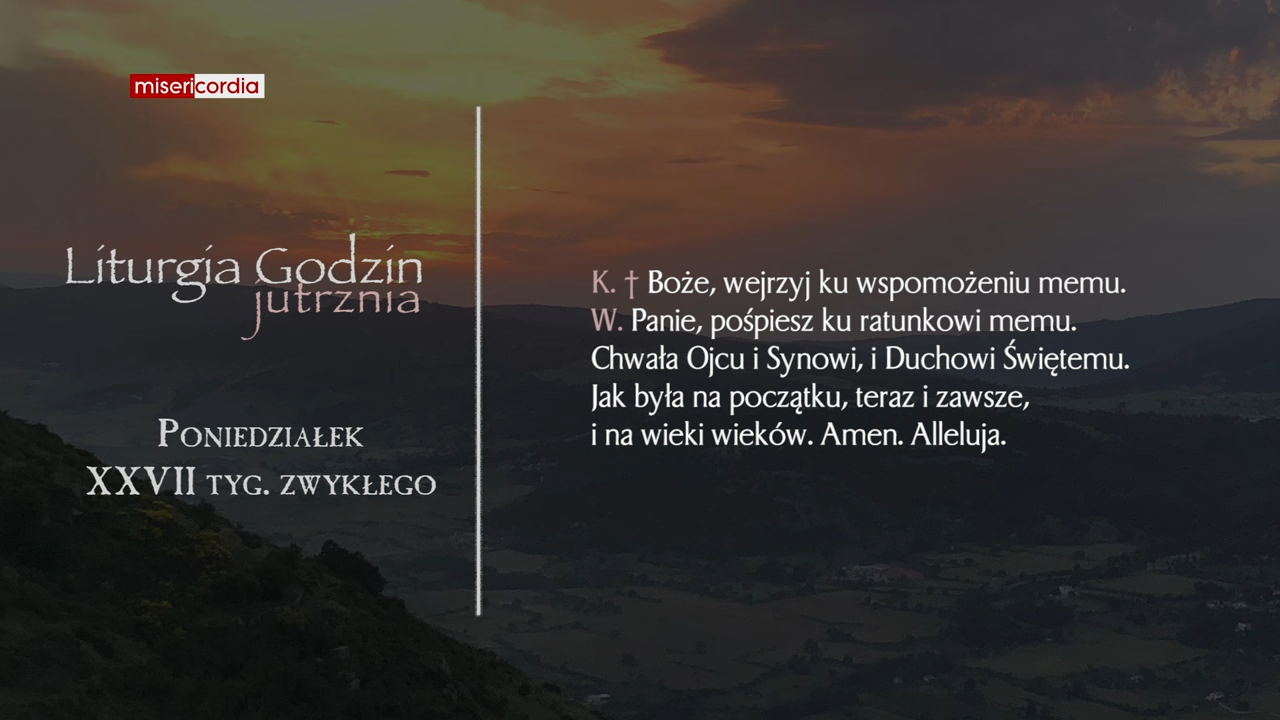 misericordia
Liturgia Godzin
jutrznia
Poniedziałek
XXVII tyg. zwykłego
K. † Boże, wejrzyj ku wspomożeniu memu.
W. Panie, pośpiesz ku ratunkowi memu.
Chwała Ojcu i Synowi, i Duchowi Świętemu.
Jak była na początku, teraz i zawsze,
i na wieki wieków. Amen. Alleluja.